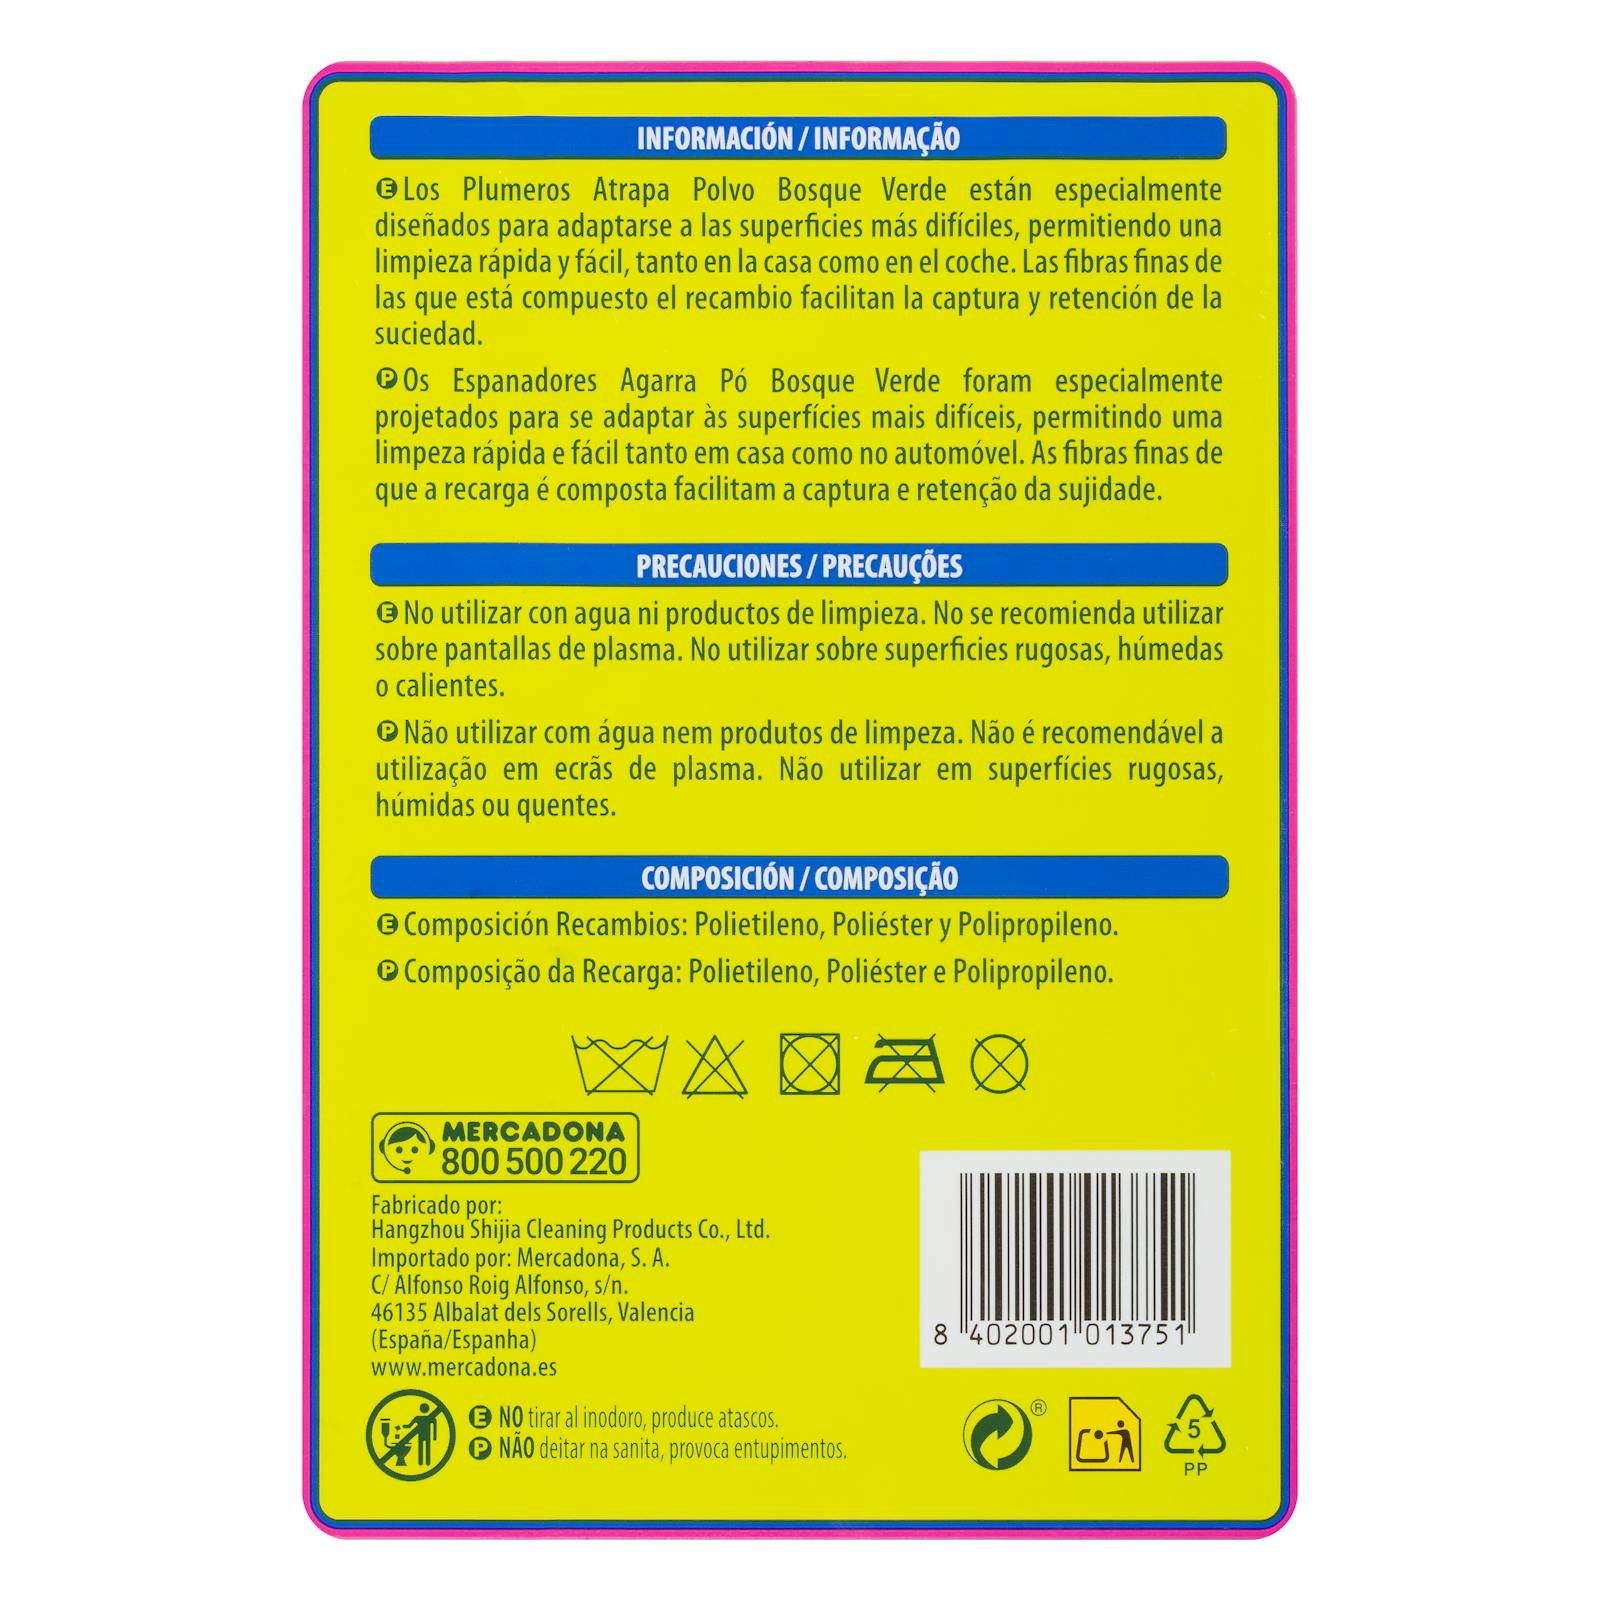 INFORMACIÓN / INFORMAÇÃO
E Los Plumeros Atrapa Polvo Bosque Verde están especialmente
diseñados para adaptarse a las superficies más difíciles, permitiendo una
limpieza rápida y fácil, tanto en la casa como en el coche. Las fibras finas de
las que está compuesto el recambio facilitan la captura y retención de la
suciedad.
P Os Espanadores Agarra Pó Bosque Verde foram especialmente
projetados para se adaptar às superfícies mais difíceis, permitindo uma
limpeza rápida e fácil tanto em casa como no automóvel. As fibras finas de
que a recarga é composta facilitam a captura e retenção da sujidade.
PRECAUCIONES / PRECAUÇÕES
E No utilizar con agua ni productos de limpieza. No se recomienda utilizar
sobre pantallas de plasma. No utilizar sobre superficies rugosas, húmedas
o calientes.
P Não utilizar com água nem produtos de limpeza. Não é recomendável a
utilização em ecrãs de plasma. Não utilizar em superfícies rugosas,
húmidas ou quentes.
COMPOSICIÓN / COMPOSIÇÃO
E Composición Recambios: Polietileno, Poliéster y Polipropileno.
P Composição da Recarga: Polietileno, Poliéster e Polipropileno.
MERCADONA
800 500 220
Fabricado por:
Hangzhou Shijia Cleaning Products Co., Ltd.
Importado por: Mercadona, S. A.
C/ Alfonso Roig Alfonso, s/n.
46135 Albalat dels Sorells, Valencia
(España/Espanha)
www.mercadona.es
8 402001 013751
E NO tirar al inodoro, produce atascos.
P NÃO deitar na sanita, provoca entupimentos.
®
5
PP